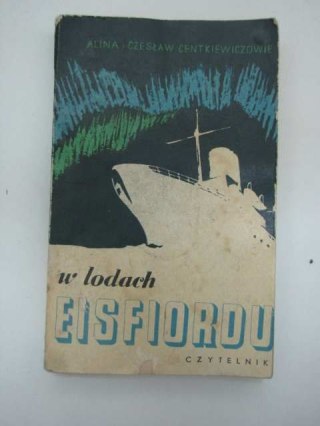 ALINA i CZESŁAW CENTKIEWICZOWIE
w lodach
EISFIORDU
CZYTELNIK